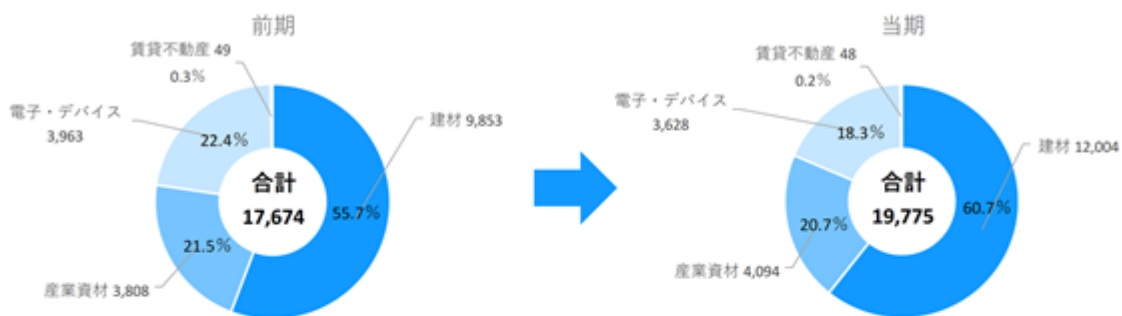 前期
賃貸不動産 49
0.3%
電子・デバイス
3,963
22.4%
建材 9,853
合計
17,674
55.7%
21.5%
産業資材 3,808
当期
賃貸不動産 48
0.2%
電子・デバイス
3,628
18.3%
建材 12,004
合計
19,775
60.7%
20.7%
産業資材 4,094